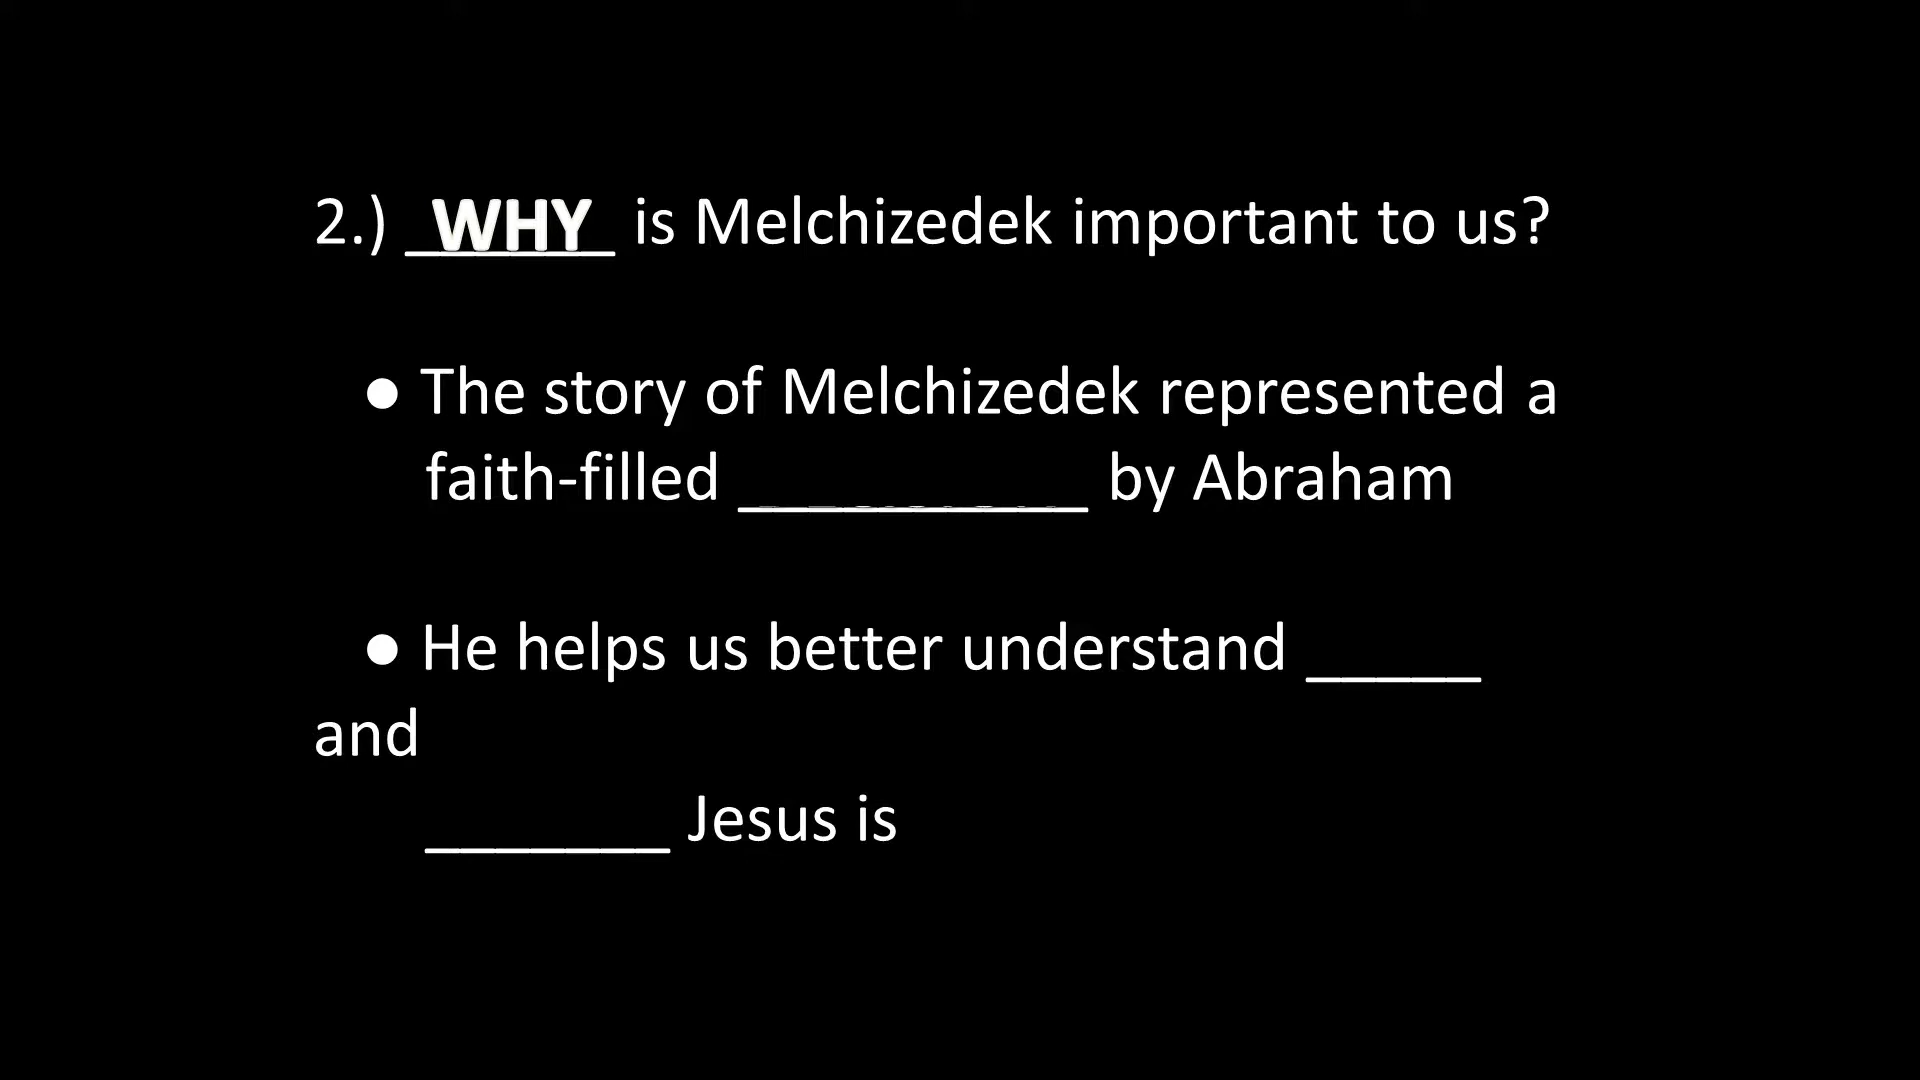 2.) __WHY__ is Melchizedek important to us?
● The story of Melchizedek represented a
faith-filled __________ by Abraham
● He helps us better understand _____
and
_______ Jesus is